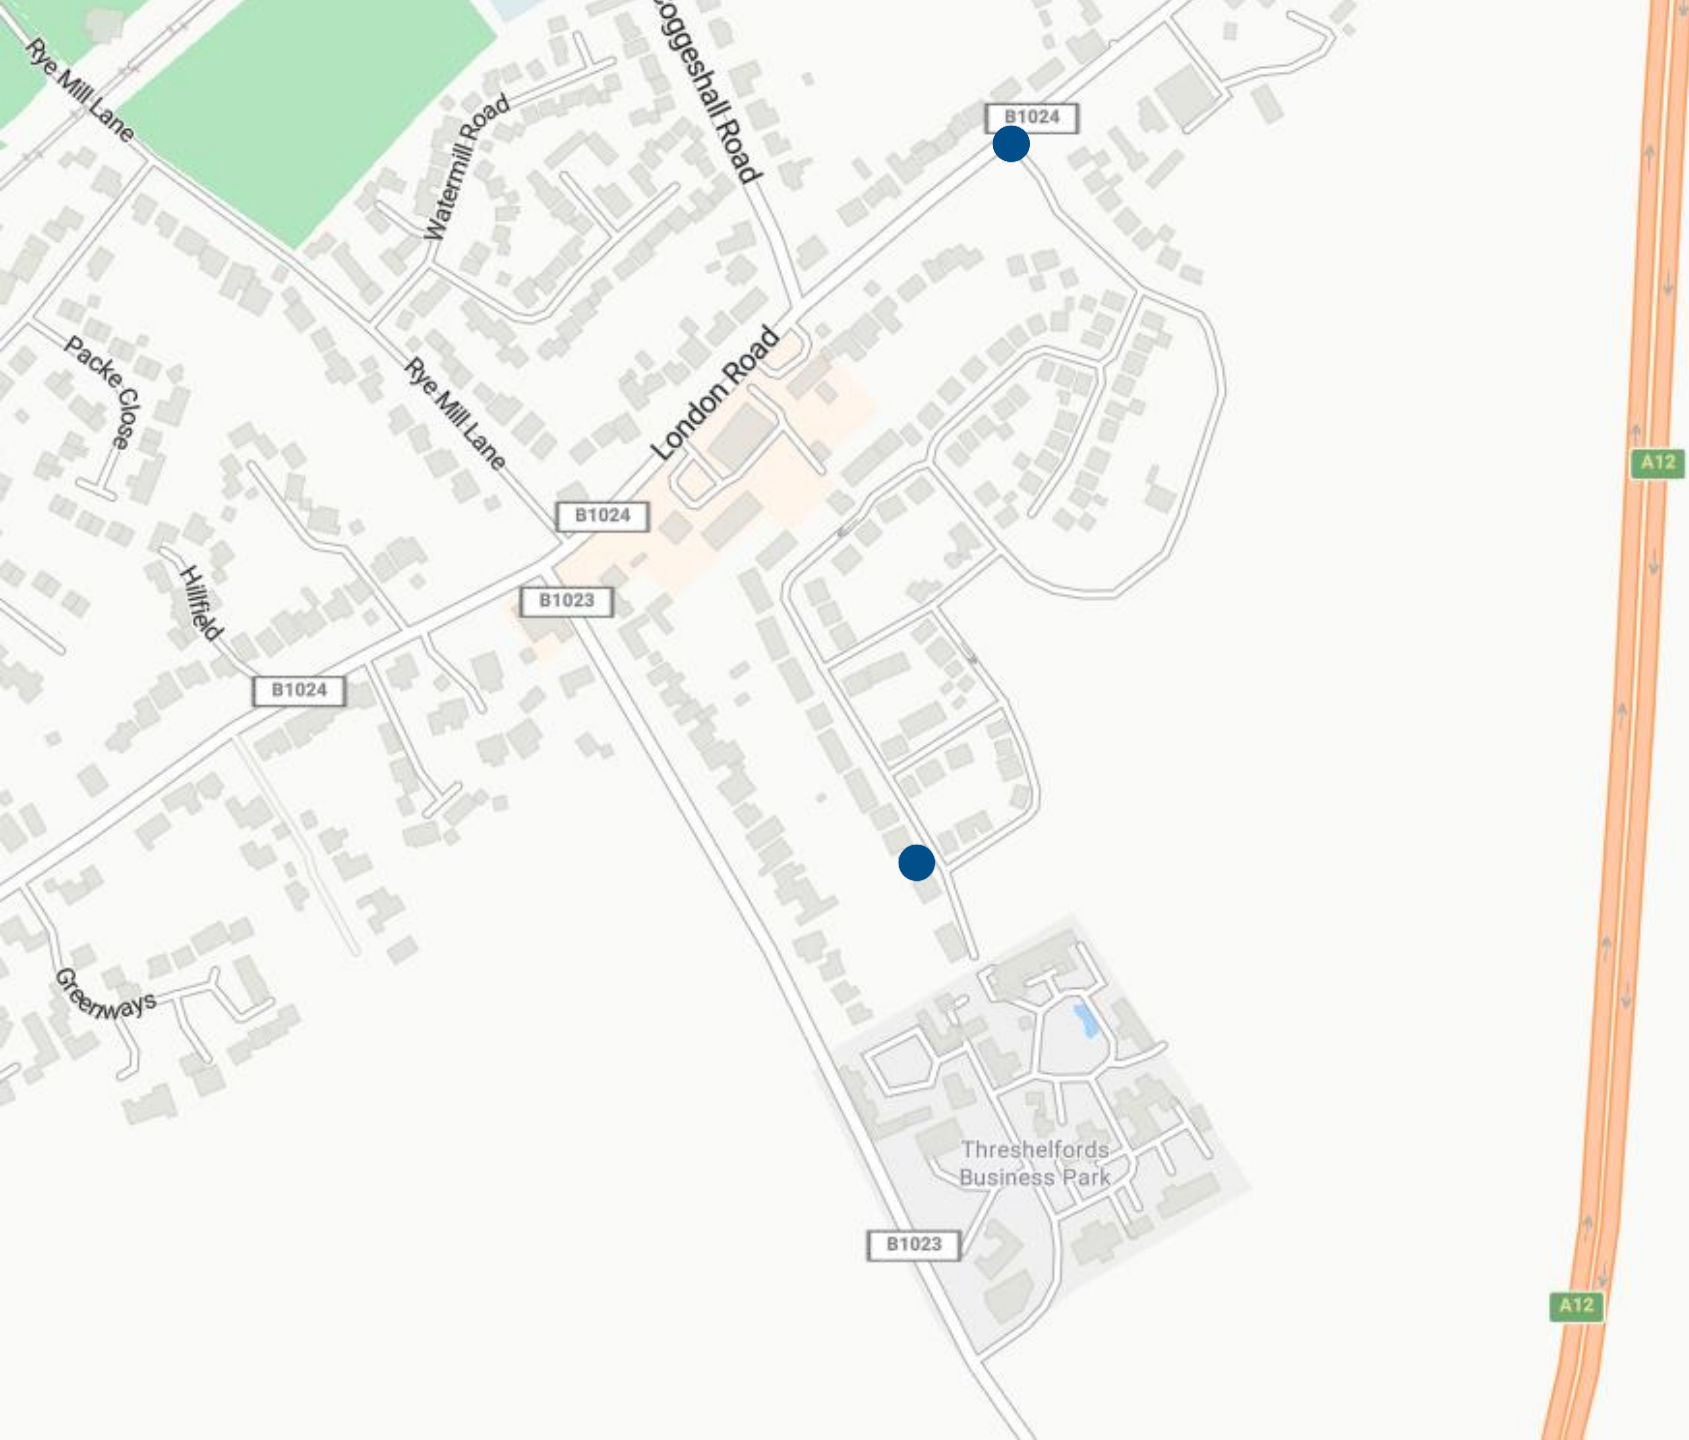 Rye Mill Lane
Watermill Road
oggeshall Road
B1024
Packe Close
Rye Mill Lane
London Road
A12
B1024
Hillfield
B1023
B1024
Greenways
Threshelfords
Business Park
B1023
A12